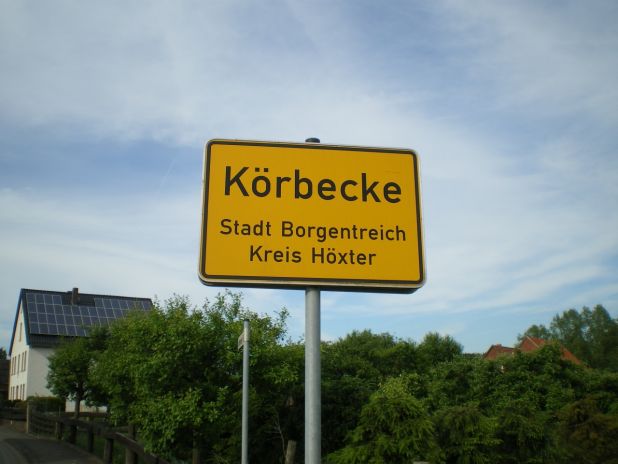 Körbecke
Stadt Borgentreich
Kreis Höxter